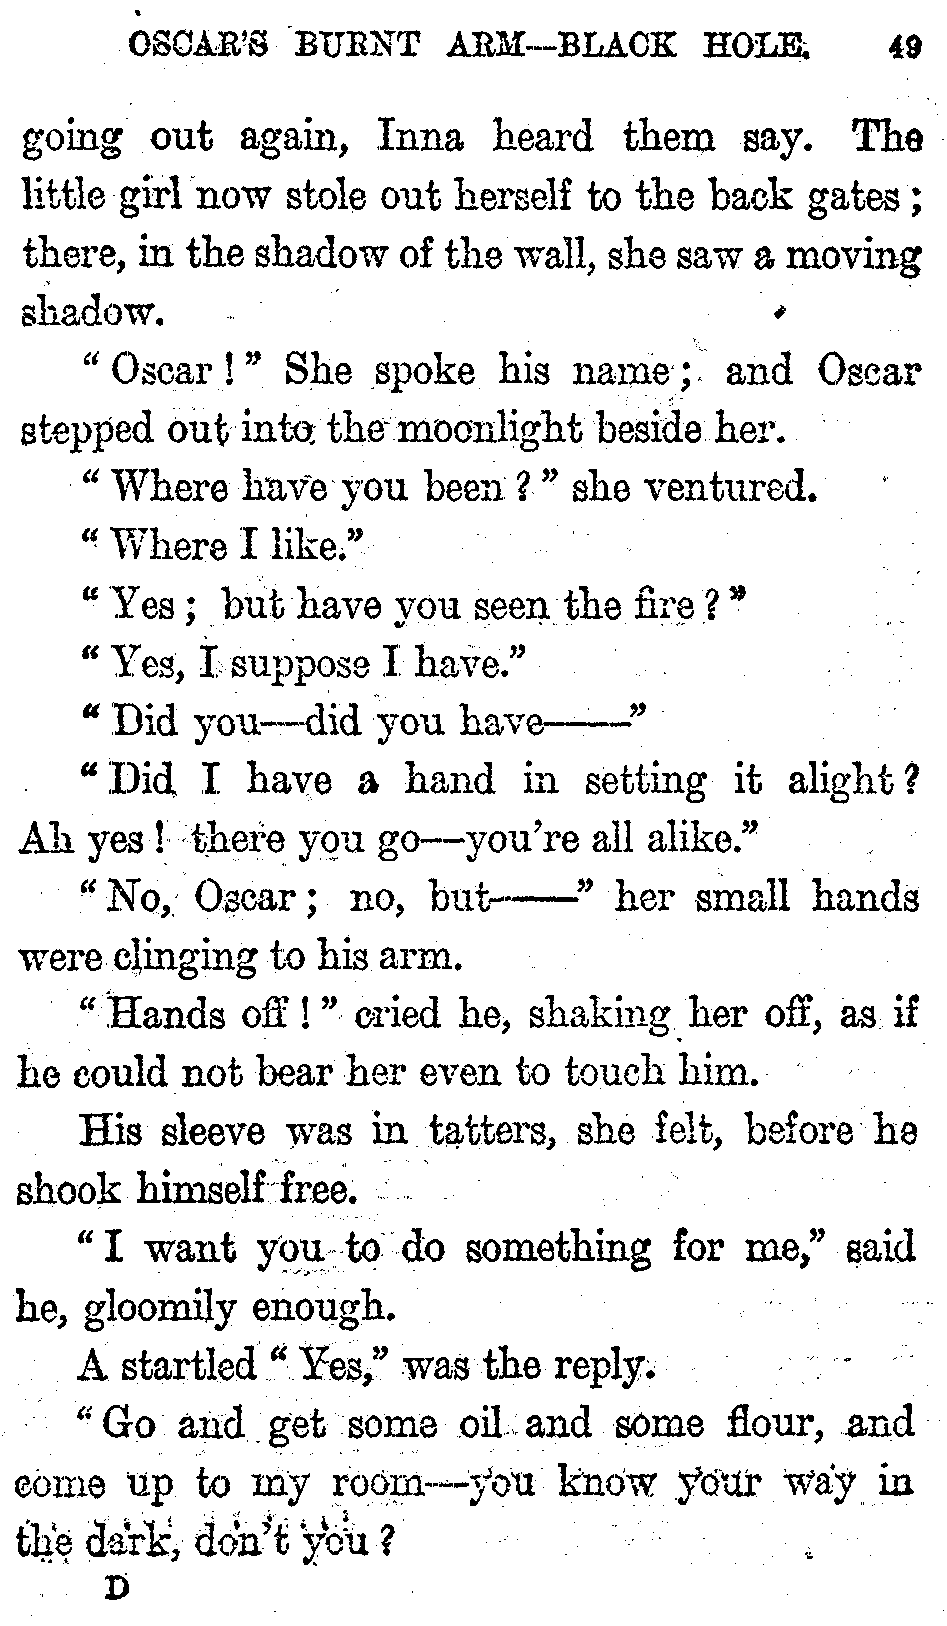 OSCAR'S BURNT ARM—BLACK HOLE. 49
going out again, Inna heard them say. The
little girl now stole out herself to the back gates;
there, in the shadow of the wall, she saw a moving
shadow.
"Oscar!" She spoke his name; and Oscar
stepped out into the moonlight beside her.
"Where have you been?" she ventured.
"Where I like."
"Yes; but have you seen the fire?"
"Yes, I suppose I have."
"Did you—did you have——"
"Did I have a hand in setting it alight?
Ah yes! there you go—you're all alike."
"No, Oscar; no, but——" her small hands
were clinging to his arm.
"Hands off!" cried he, shaking her off, as if
he could not bear her even to touch him.
His sleeve was in tatters, she felt, before he
shook himself free.
"I want you to do something for me," said
he, gloomily enough.
A startled "Yes," was the reply.
"Go and get some oil and some flour, and
come up to my room—you know your way in
the dark, don't you?
D